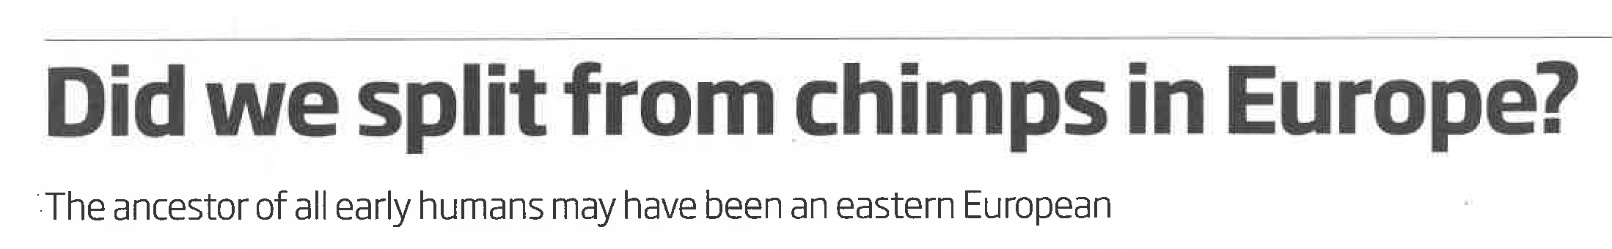 Did we split from chimps in Europe?
The ancestor of all early humans may have been an eastern European